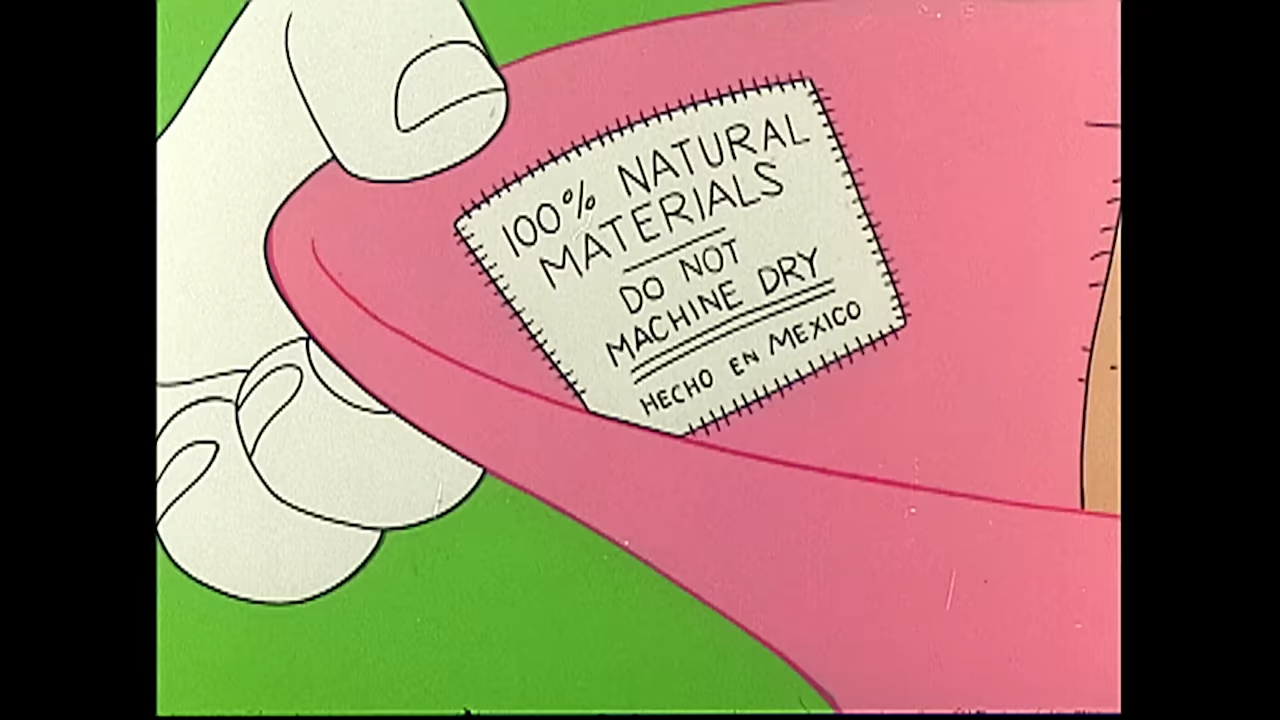 100% NATURAL
MATERIALS
DO NOT
MACHINE DRY
HECHO EN MEXICO